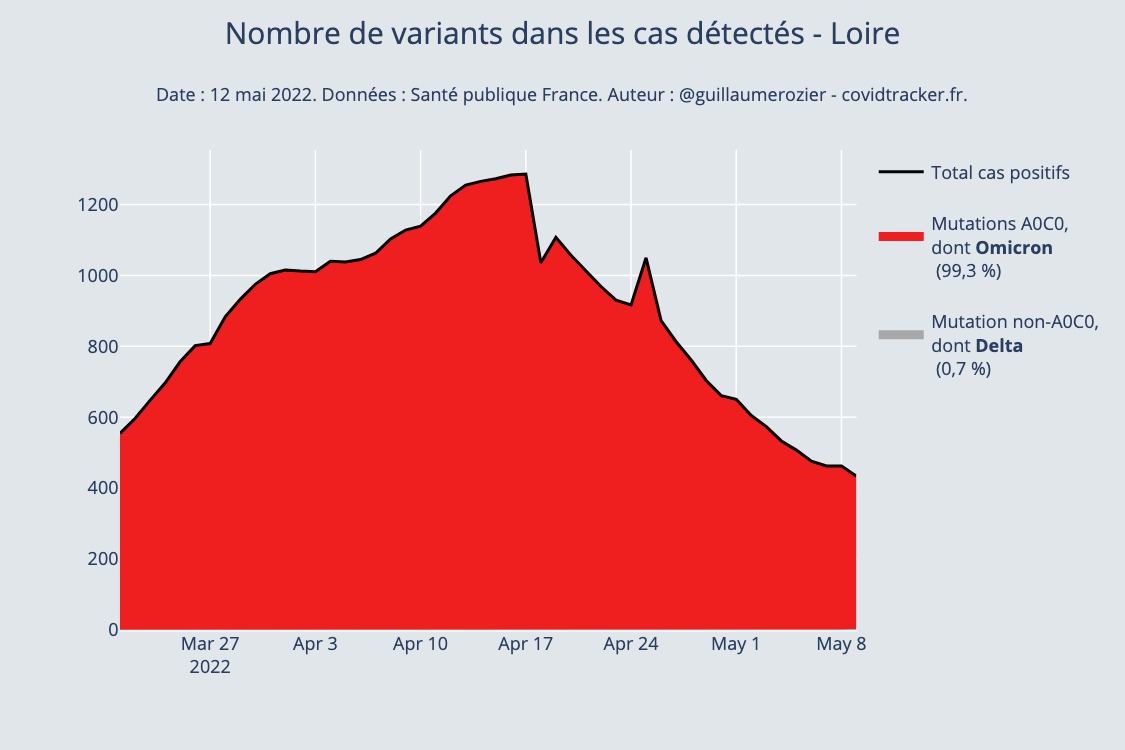 Nombre de variants dans les cas détectés - Loire
Date : 12 mai 2022. Données : Santé publique France. Auteur : @guillaumerozier - covidtracker.fr.
Total cas positifs
Mutations A0C0,
dont Omicron
(99,3 %)
Mutation non-A0C0,
dont Delta
(0,7 %)
1200
1000
800
600
400
200
0
Mar 27
2022
Apr 3
Apr 10
Apr 17
Apr 24
May 1
May 8